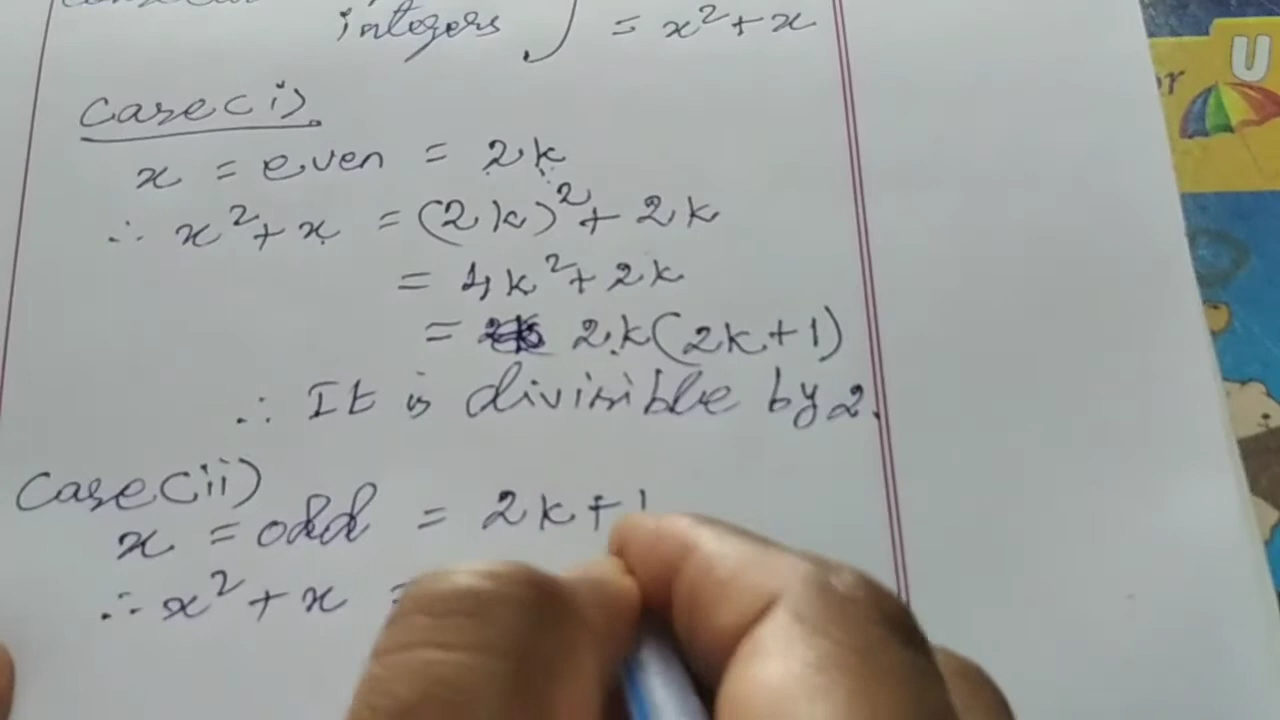 integers } = x² + x
Case(i).
x = even = 2k
∴ x² + x = (2k)² + 2k
= 4k² + 2k
= 2k(2k+1)
∴ It is divisible by 2.
Case(ii)
x = odd = 2k+1
∴ x² + x =
U